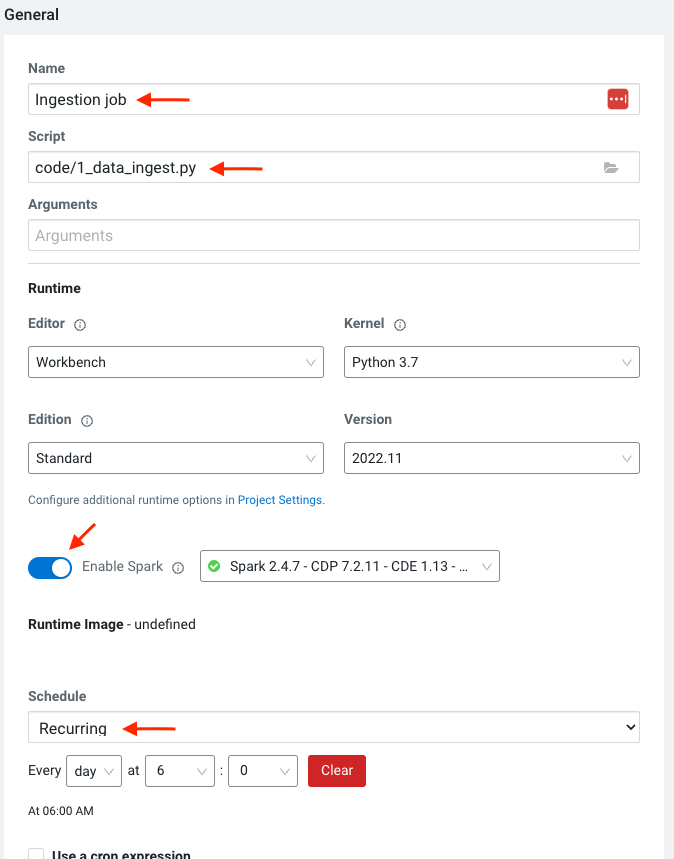 General
Name
Ingestion job
Script
code/1_data_ingest.py
Arguments
Arguments
Runtime
Editor Kernel
Workbench Python 3.7
Edition Version
Standard 2022.11
Configure additional runtime options in Project Settings.
Enable Spark Spark 2.4.7 - CDP 7.2.11 - CDE 1.13 - ...
Runtime Image - undefined
Schedule
Recurring
Every day at 6 : 0 Clear
At 06:00 AM
Use a cron expression